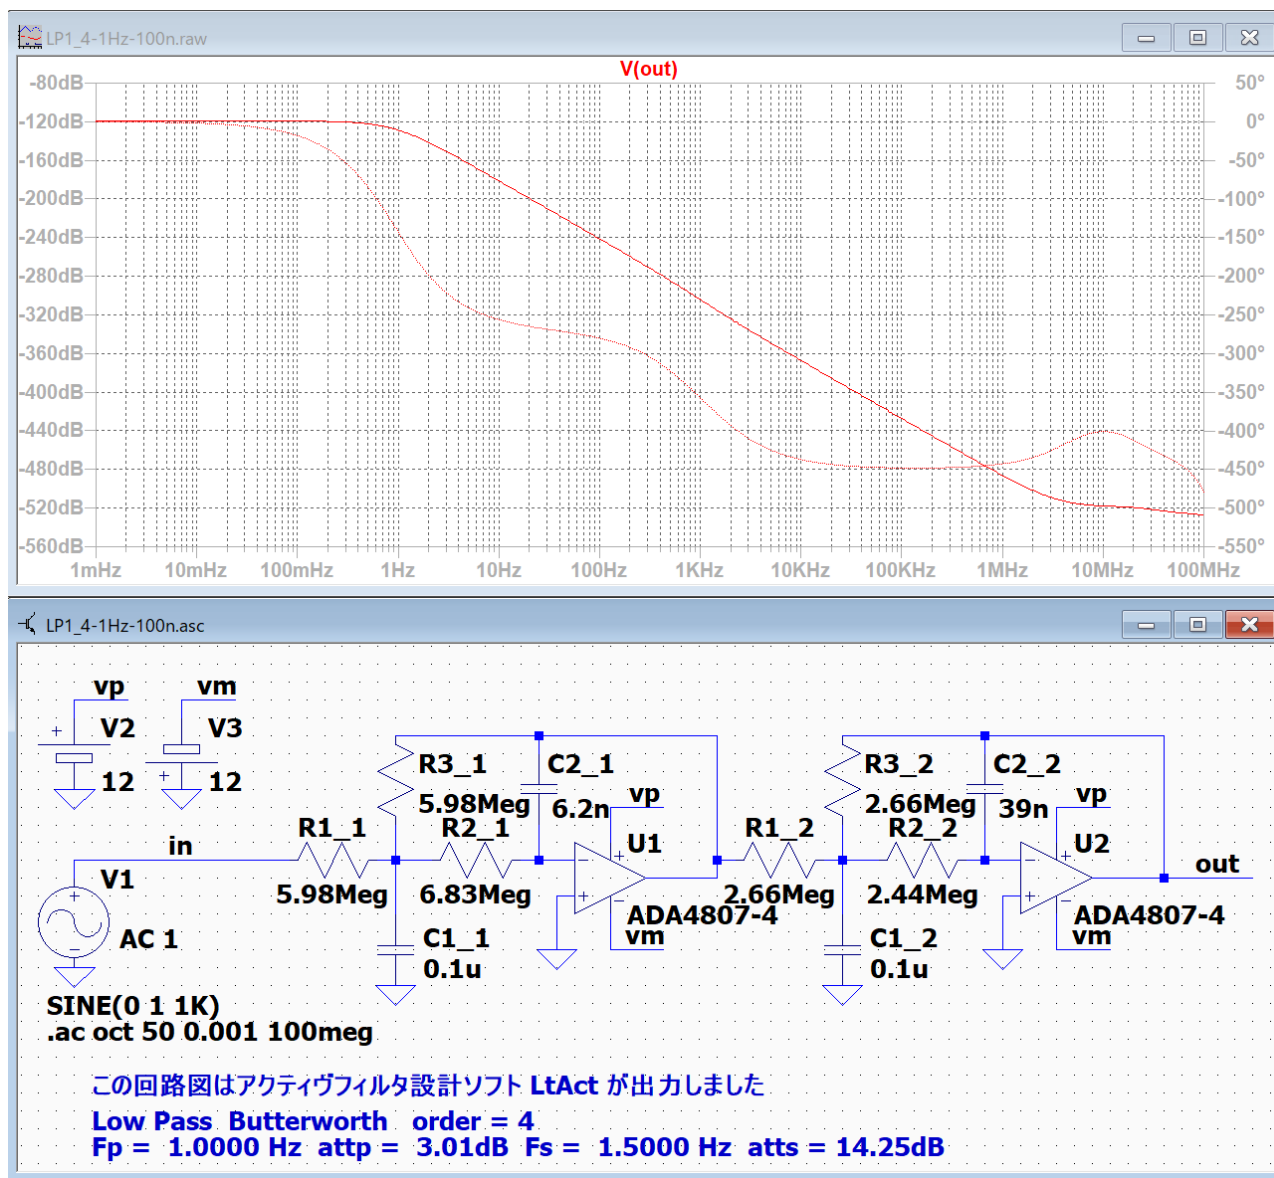 LP1_4-1Hz-100n.raw
V(out)
-80dB
-120dB
-160dB
-200dB
-240dB
-280dB
-320dB
-360dB
-400dB
-440dB
-480dB
-520dB
-560dB
50°
0°
-50°
-100°
-150°
-200°
-250°
-300°
-350°
-400°
-450°
-500°
-550°
1mHz 10mHz 100mHz 1Hz 10Hz 100Hz 1KHz 10KHz 100KHz 1MHz 10MHz 100MHz
LP1_4-1Hz-100n.asc
vp
V2
12
vm
V3
12
in
V1
AC 1
SINE(0 1 1K)
.ac oct 50 0.001 100meg
R1_1
5.98Meg
R3_1
5.98Meg
R2_1
6.83Meg
C2_1
6.2n
C1_1
0.1u
vp
U1
ADA4807-4
vm
R1_2
2.66Meg
R3_2
2.66Meg
R2_2
2.44Meg
C2_2
39n
C1_2
0.1u
vp
U2
ADA4807-4
vm
out
この回路図はアクティヴフィルタ設計ソフト LtAct が出力しました
Low Pass Butterworth order = 4
Fp = 1.0000 Hz attp = 3.01dB Fs = 1.5000 Hz atts = 14.25dB